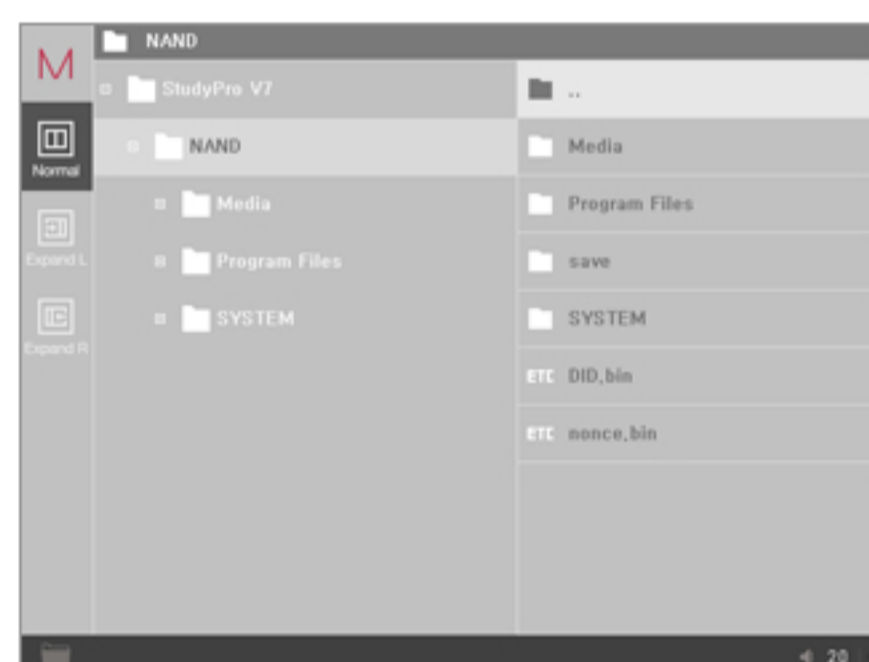 M
NAND
StudyPro V7
NAND
Media
Program Files
SYSTEM
Normal
Expand L
Expand R
..
Media
Program Files
save
SYSTEM
ETC DID.bin
ETC nonce.bin
20